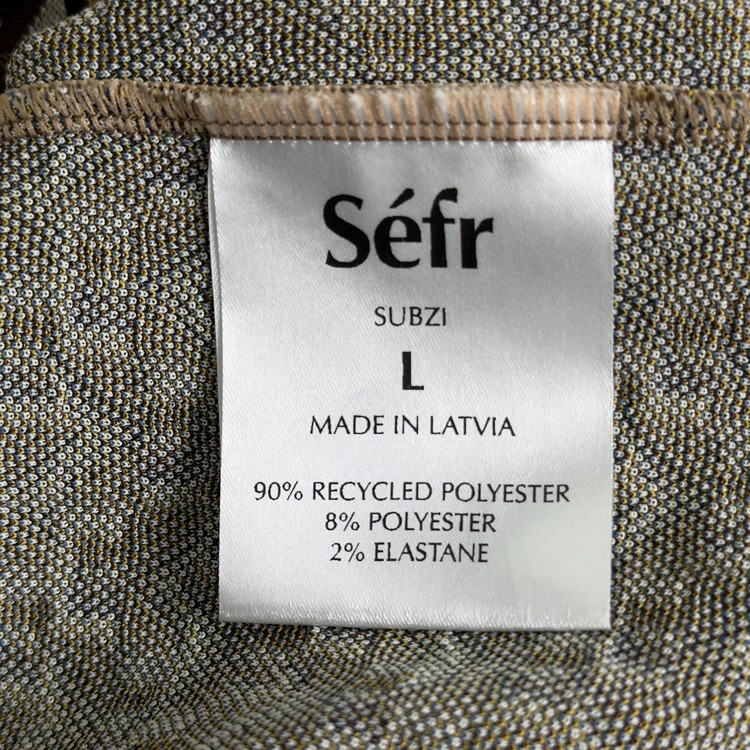 Séfr
SUBZI
L
MADE IN LATVIA
90% RECYCLED POLYESTER
8% POLYESTER
2% ELASTANE